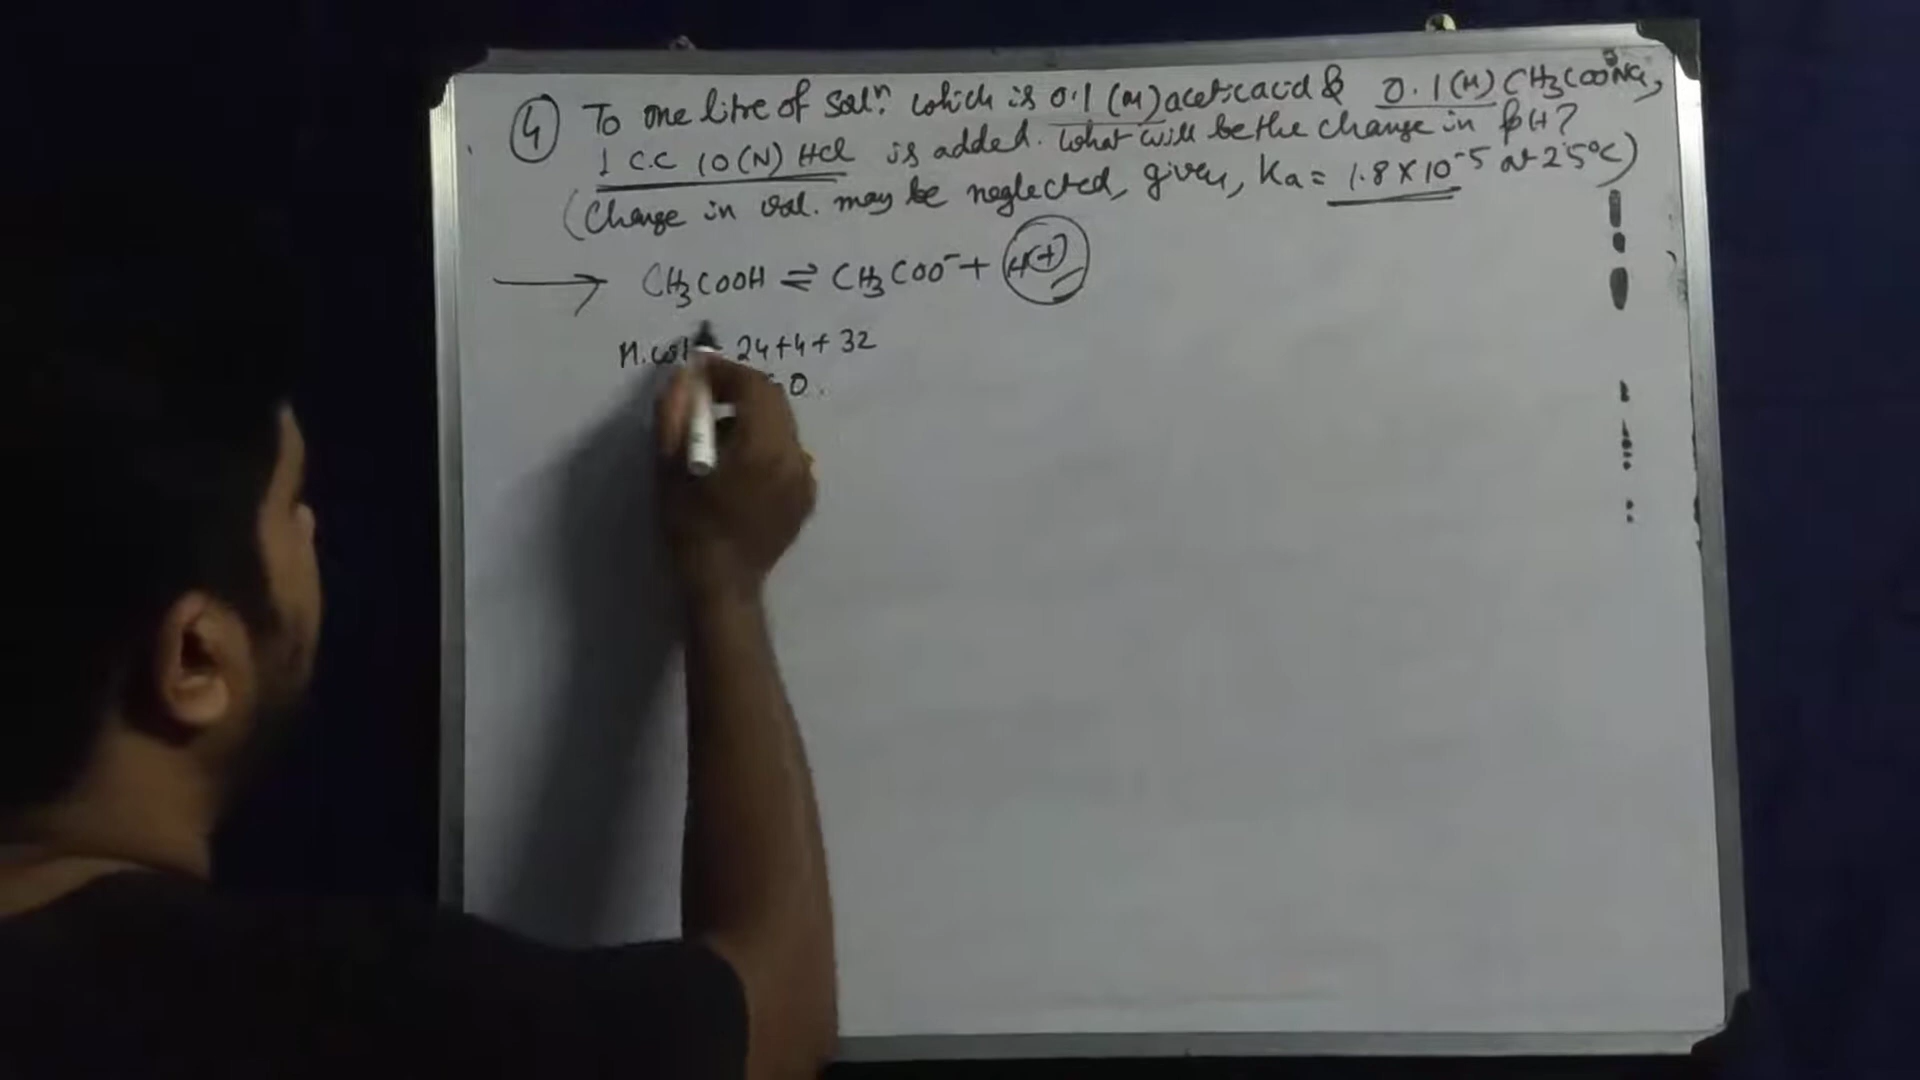 ④ To one litre of solⁿ. which is 0.1 (M) acetic acid & 0.1 (M) CH3COONa,
1 C.C 10 (N) HCl is added. What will be the change in pH?
(Change in vol. may be neglected, given, Ka = 1.8 × 10⁻⁵ at 25°C)
→ CH3COOH ⇌ CH3COO⁻ + H(+)
24+4+32
0.